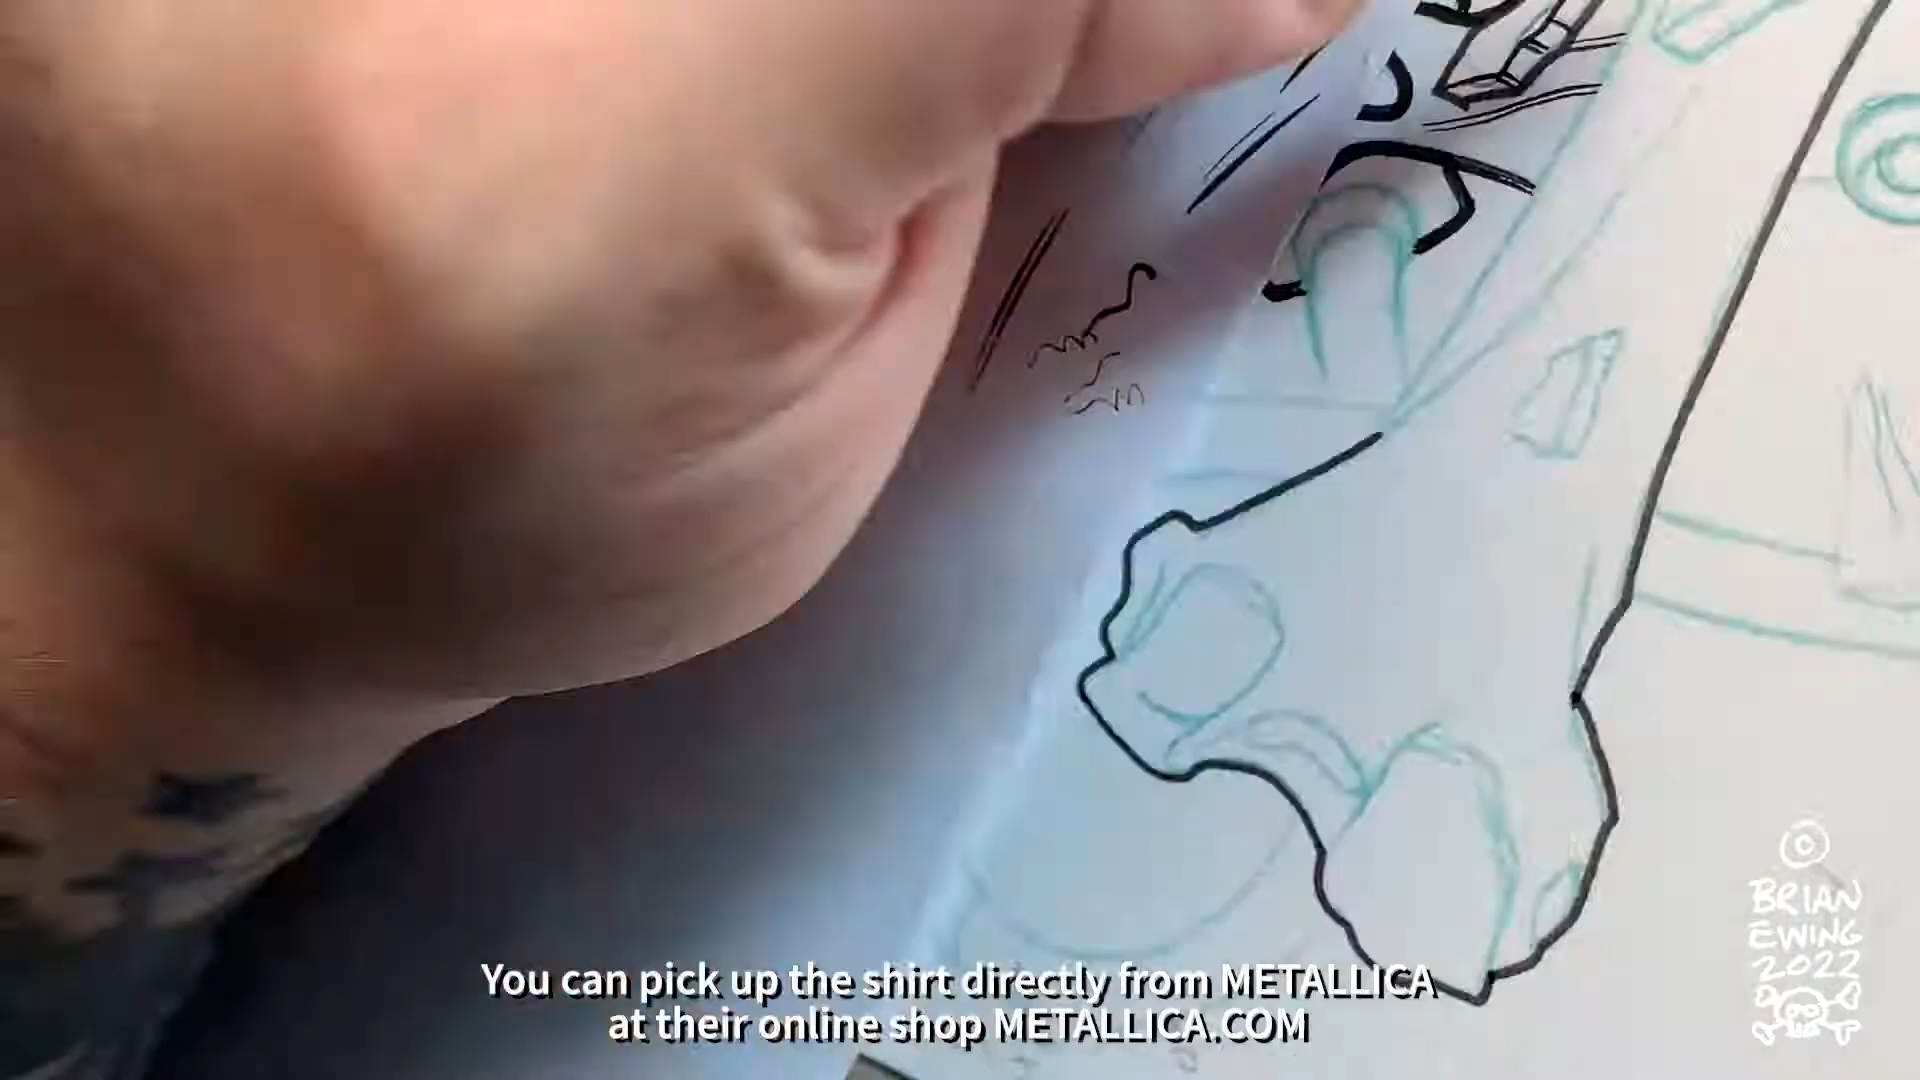 ©
BRIAN
EWING
2022
You can pick up the shirt directly from METALLICA
at their online shop METALLICA.COM